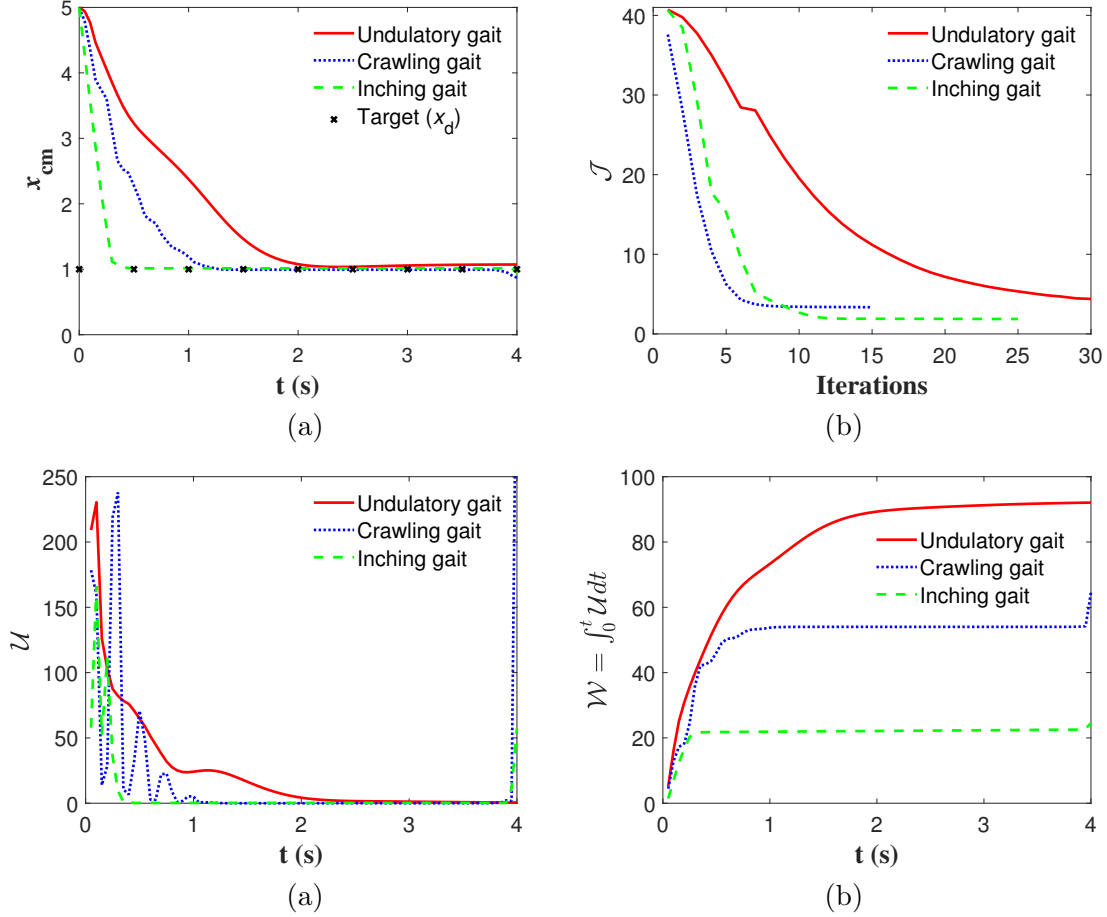 5
4
3
2
1
0
x_cm
0 1 2 3 4
t (s)
Undulatory gait
Crawling gait
Inching gait
Target (x_d)
(a)
40
30
20
10
0
𝒥
0 5 10 15 20 25 30
Iterations
Undulatory gait
Crawling gait
Inching gait
(b)
250
200
150
100
50
0
𝒰
0 1 2 3 4
t (s)
Undulatory gait
Crawling gait
Inching gait
(a)
100
80
60
40
20
0
𝒲 = ∫₀ᵗ 𝒰dt
0 1 2 3 4
t (s)
Undulatory gait
Crawling gait
Inching gait
(b)